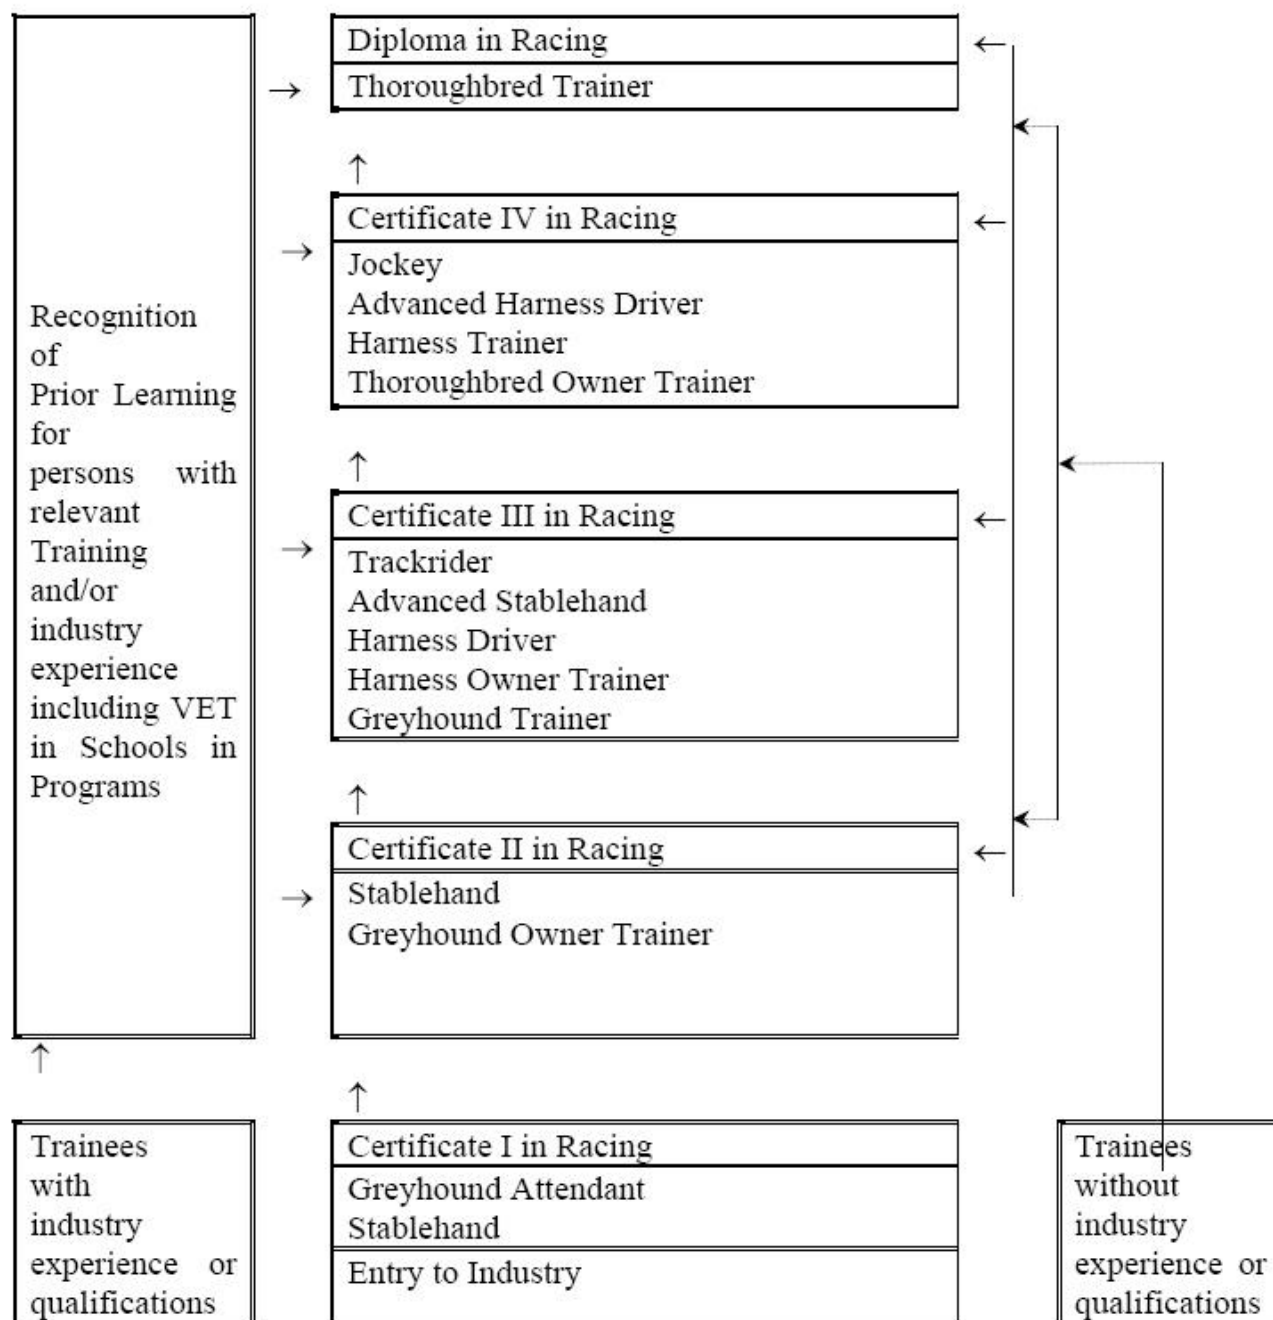 Recognition
of
Prior Learning
for
persons with
relevant
Training
and/or
industry
experience
including VET
in Schools in
Programs
Diploma in Racing
Thoroughbred Trainer
Certificate IV in Racing
Jockey
Advanced Harness Driver
Harness Trainer
Thoroughbred Owner Trainer
Certificate III in Racing
Trackrider
Advanced Stablehand
Harness Driver
Harness Owner Trainer
Greyhound Trainer
Certificate II in Racing
Stablehand
Greyhound Owner Trainer
Trainees
with
industry
experience or
qualifications
Certificate I in Racing
Greyhound Attendant
Stablehand
Entry to Industry
Trainees
without
industry
experience or
qualifications